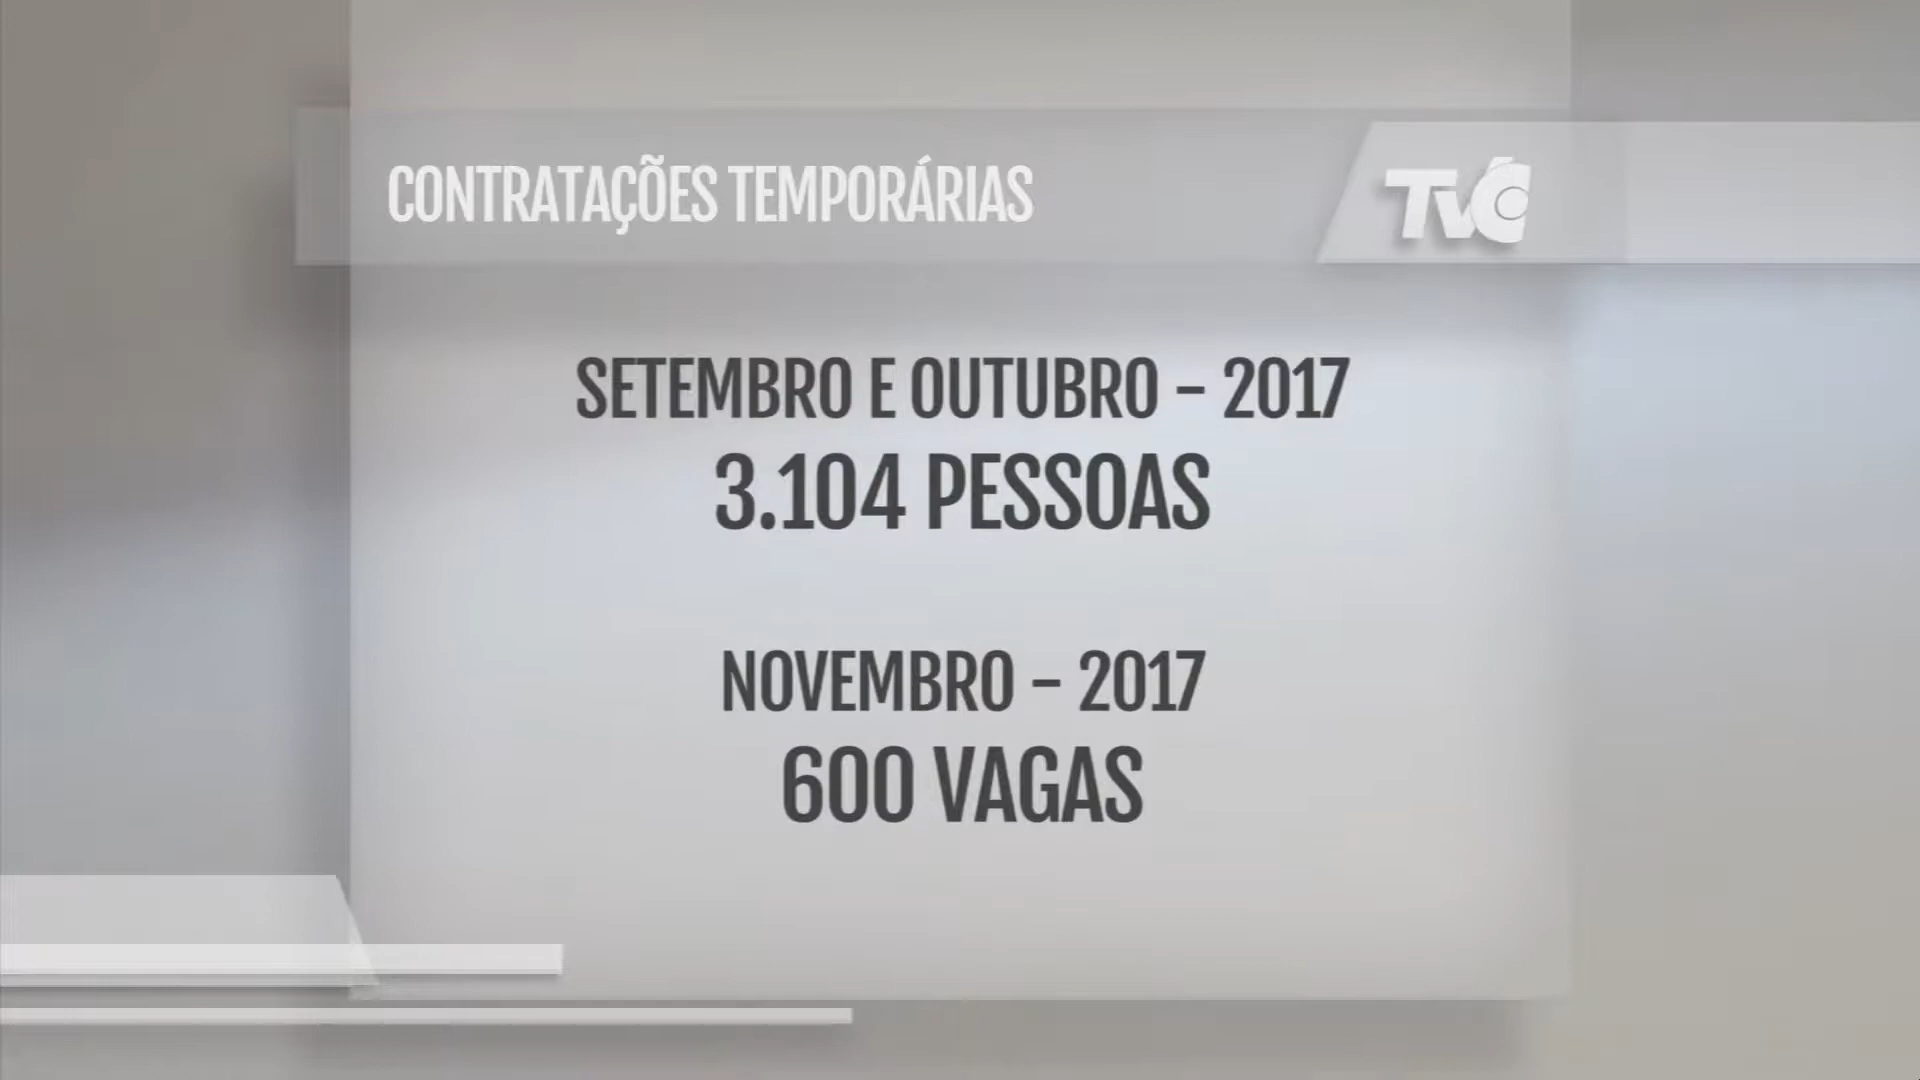 CONTRATAÇÕES TEMPORÁRIAS
TVC
SETEMBRO E OUTUBRO - 2017
3.104 PESSOAS
NOVEMBRO - 2017
600 VAGAS